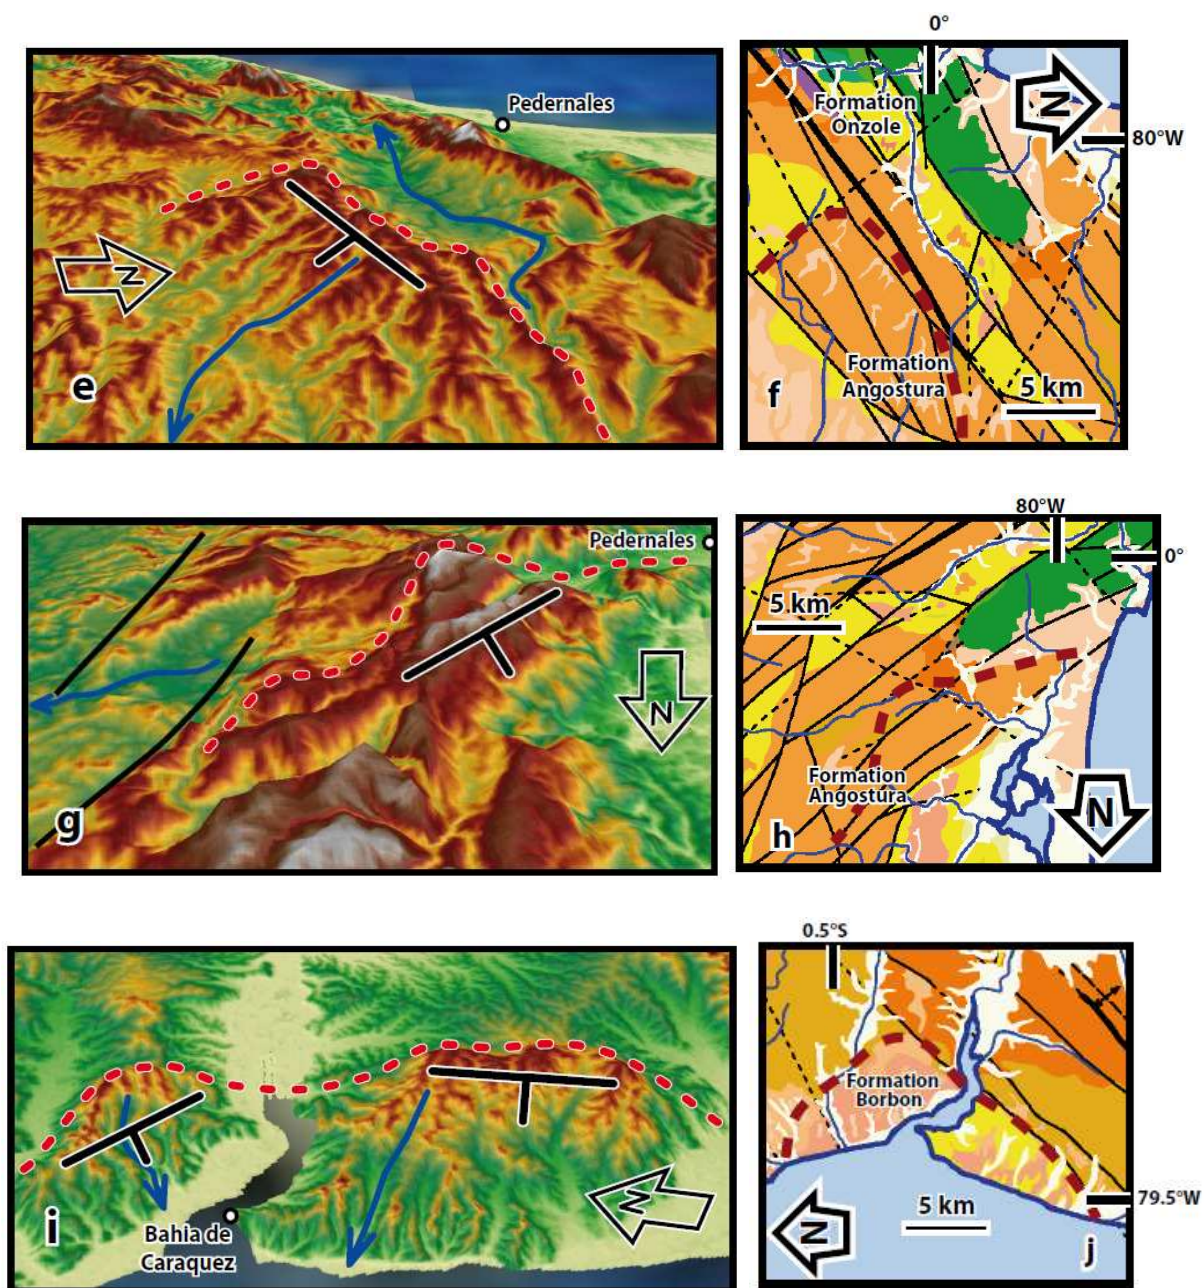 Pedernales
N
e
0°
Formation
Onzole
N
80°W
Formation
Angostura
f
5 km
Pedernales
N
g
80°W
0°
5 km
Formation
Angostura
h
N
i
Bahia de
Caraquez
N
0.5°S
Formation
Borbon
79.5°W
N
5 km
j